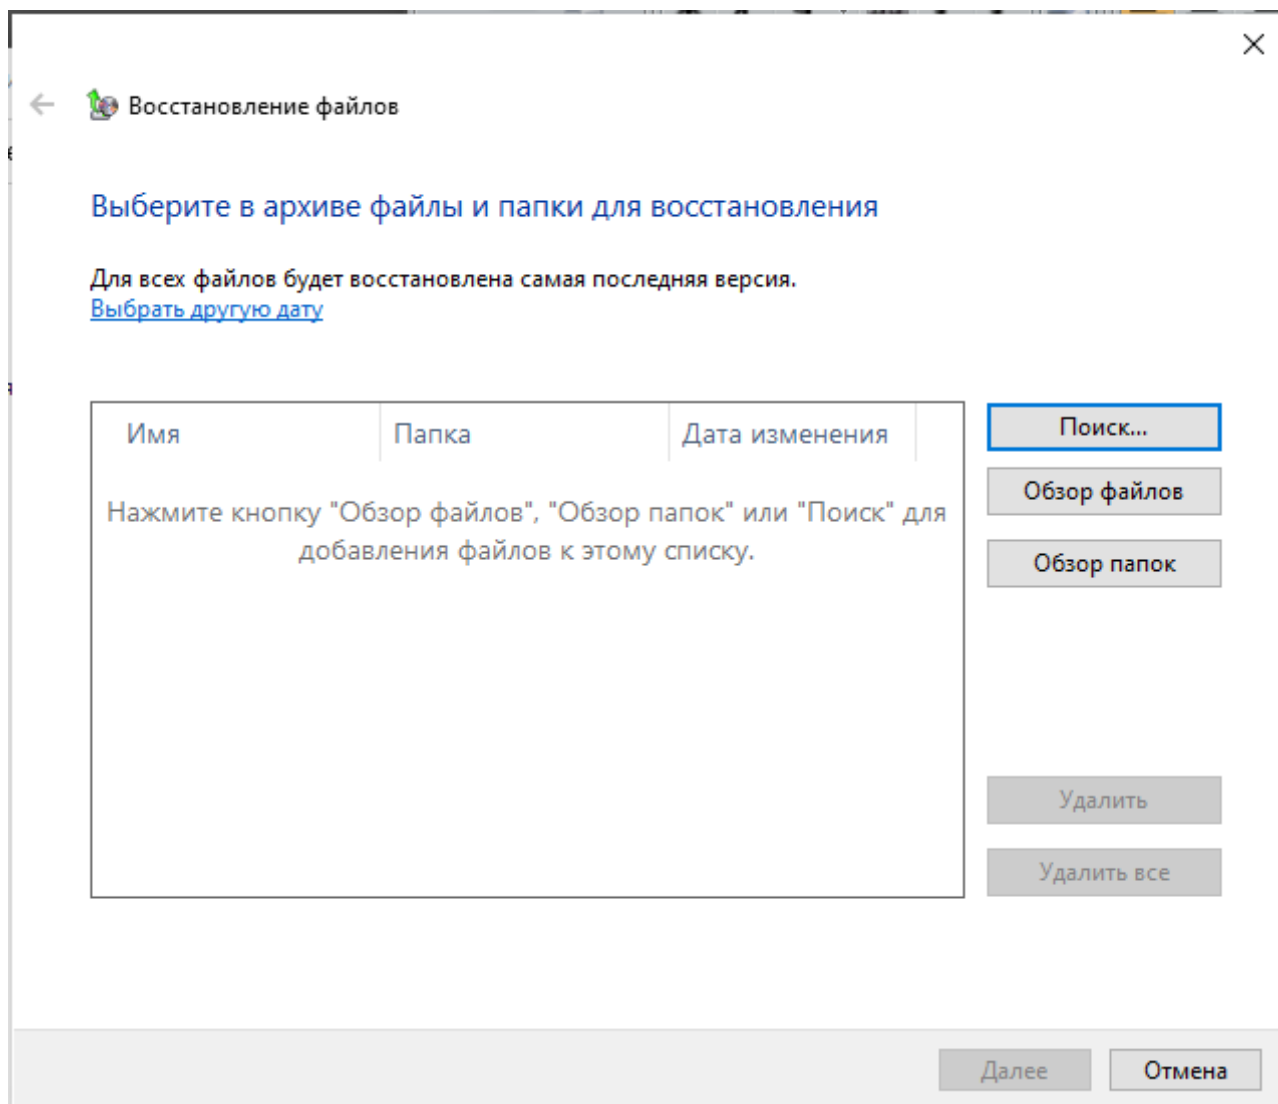 Восстановление файлов
Выберите в архиве файлы и папки для восстановления
Для всех файлов будет восстановлена самая последняя версия.
Выбрать другую дату
Имя Папка Дата изменения
Нажмите кнопку "Обзор файлов", "Обзор папок" или "Поиск" для
добавления файлов к этому списку.
Поиск...
Обзор файлов
Обзор папок
Удалить
Удалить все
Далее Отмена